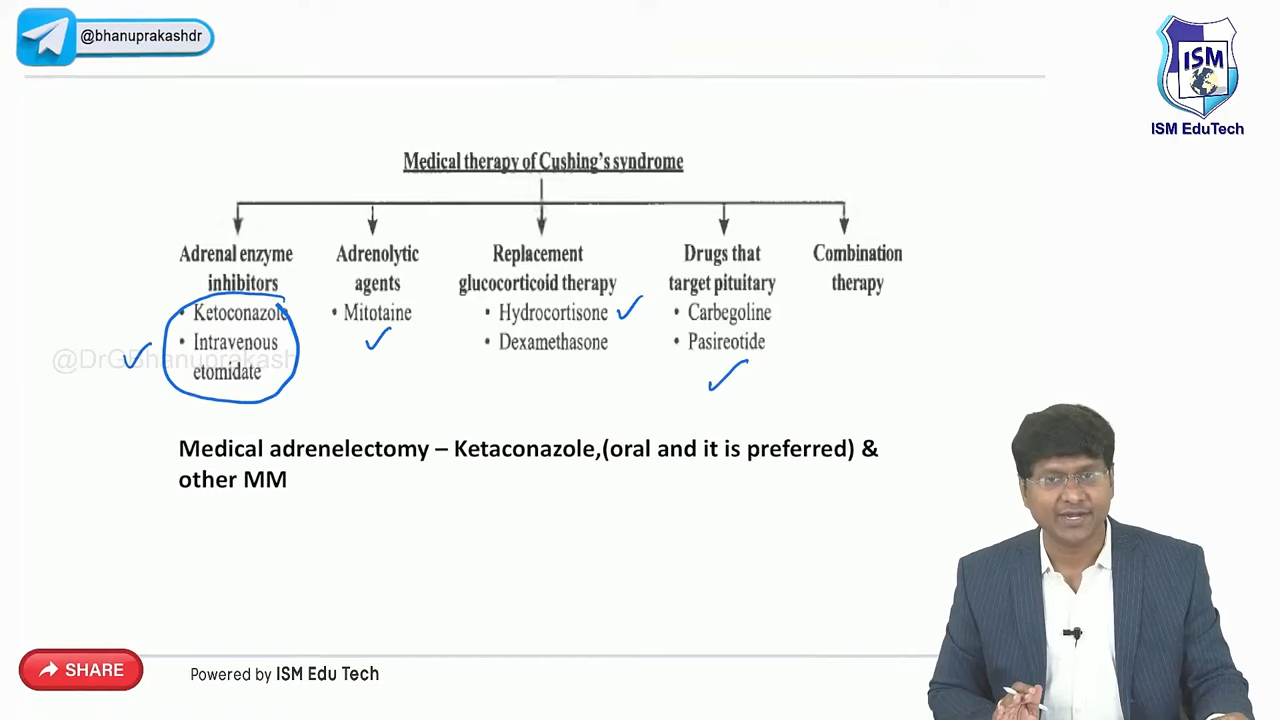 @bhanuprakashdr
ISM
ISM EduTech
Medical therapy of Cushing's syndrome
Adrenal enzyme
inhibitors
• Ketoconazole
• Intravenous
etomidate
Adrenolytic
agents
• Mitotaine
Replacement
glucocorticoid therapy
• Hydrocortisone
• Dexamethasone
Drugs that
target pituitary
• Carbegoline
• Pasireotide
Combination
therapy
@DrGBhanuprakash
Medical adrenelectomy – Ketaconazole,(oral and it is preferred) &
other MM
SHARE
Powered by ISM Edu Tech